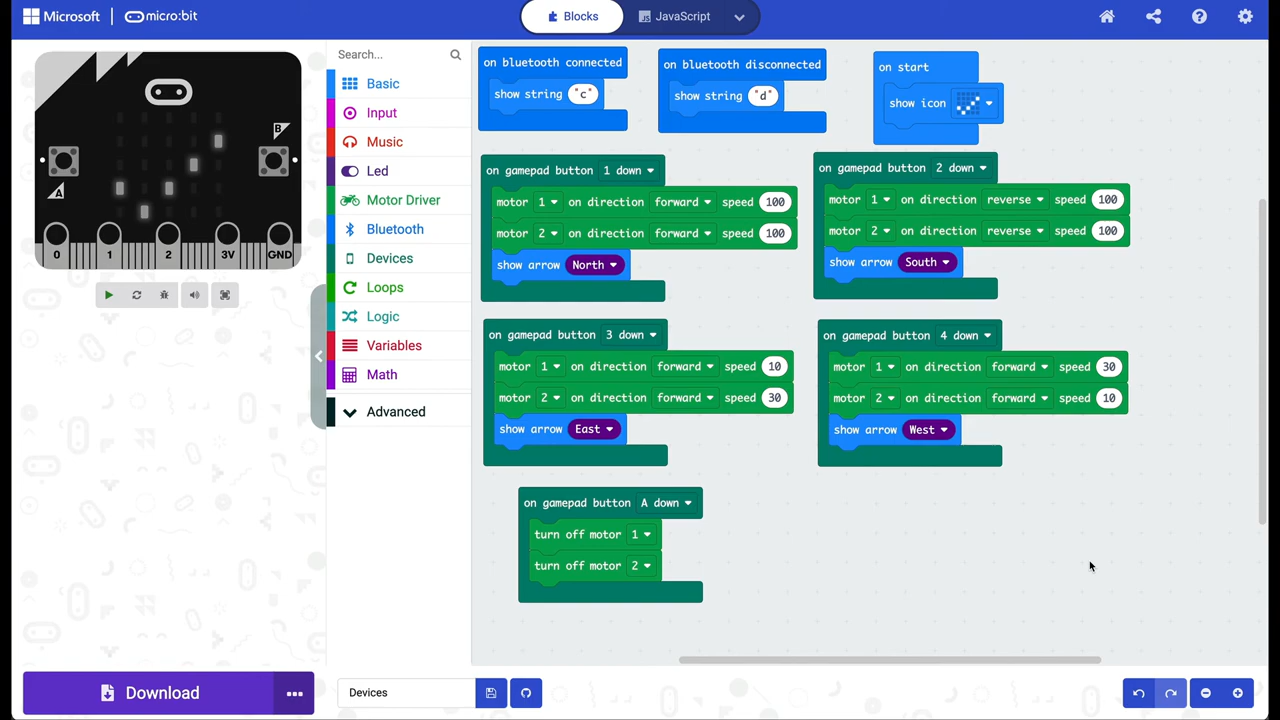 Microsoft
micro:bit
Blocks
JavaScript
A
B
0 1 2 3V GND
Search...
Basic
Input
Music
Led
Motor Driver
Bluetooth
Devices
Loops
Logic
Variables
Math
Advanced
on bluetooth connected
show string "c"
on bluetooth disconnected
show string "d"
on start
show icon
on gamepad button 1 down
motor 1 on direction forward speed 100
motor 2 on direction forward speed 100
show arrow North
on gamepad button 2 down
motor 1 on direction reverse speed 100
motor 2 on direction reverse speed 100
show arrow South
on gamepad button 3 down
motor 1 on direction forward speed 10
motor 2 on direction forward speed 30
show arrow East
on gamepad button 4 down
motor 1 on direction forward speed 30
motor 2 on direction forward speed 10
show arrow West
on gamepad button A down
turn off motor 1
turn off motor 2
Download
Devices